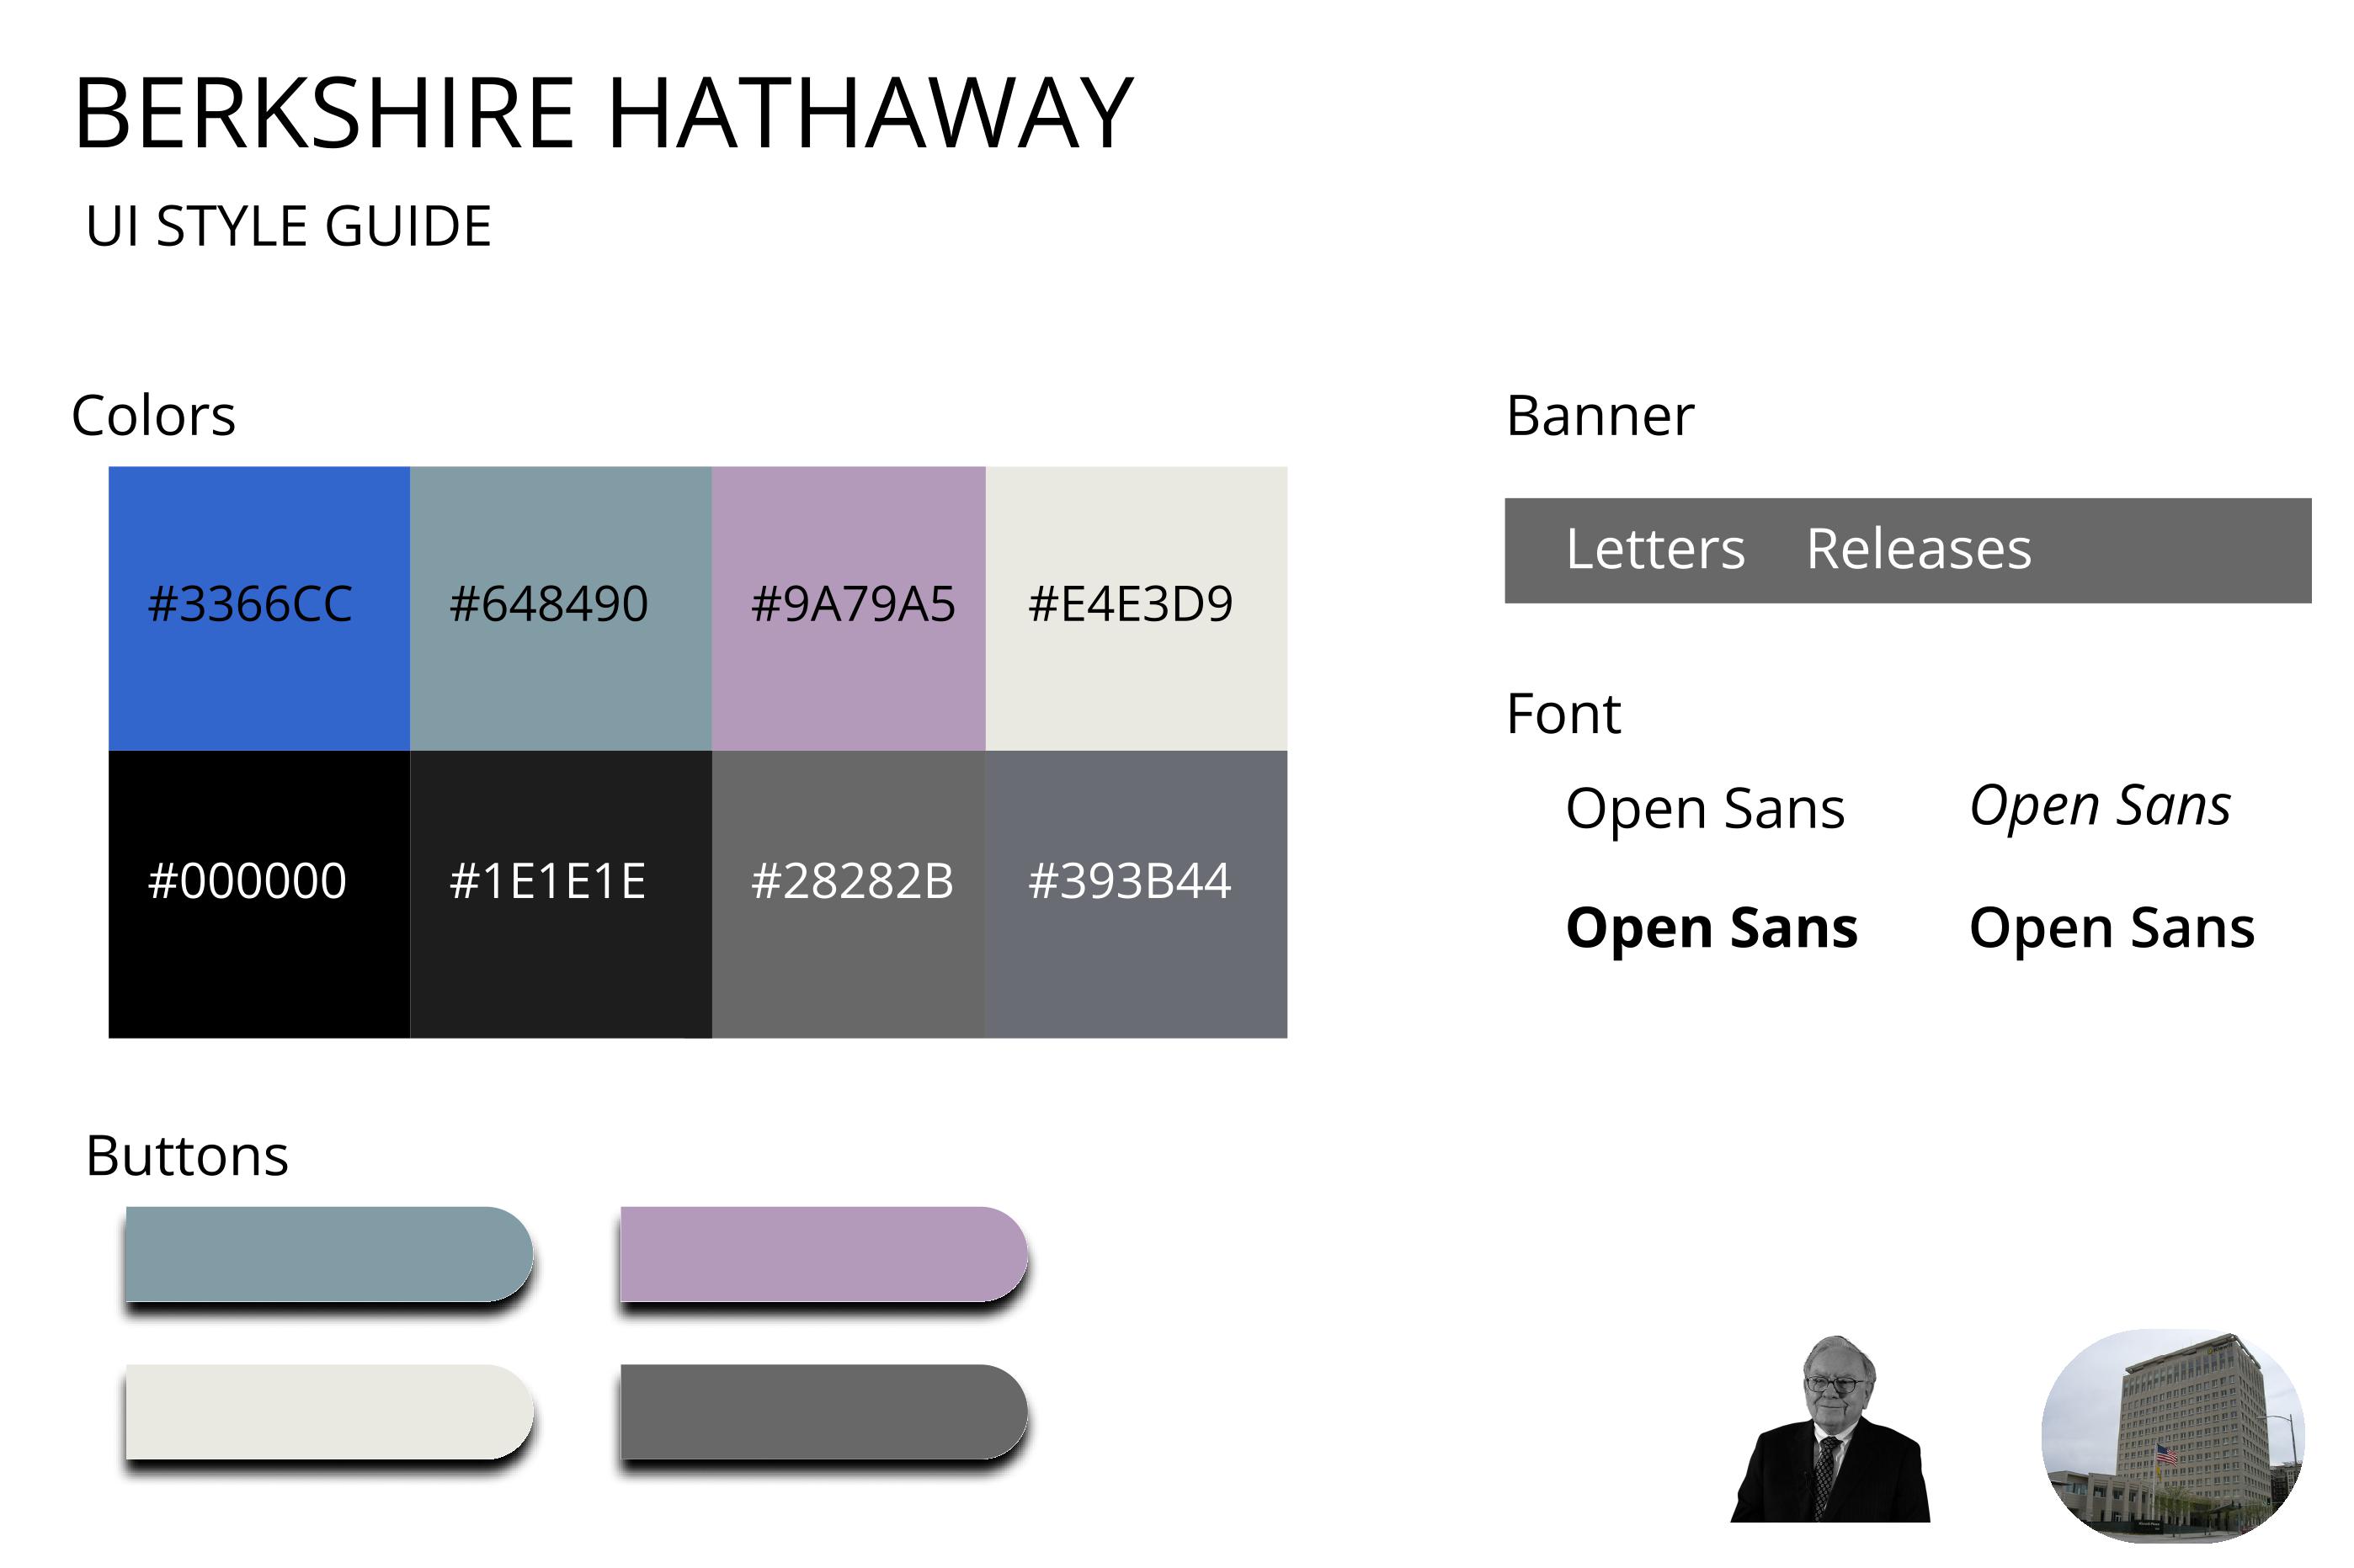 BERKSHIRE HATHAWAY
UI STYLE GUIDE
Colors
#3366CC #648490 #9A79A5 #E4E3D9
#000000 #1E1E1E #28282B #393B44
Buttons
Banner
Letters Releases
Font
Open Sans Open Sans
Open Sans Open Sans